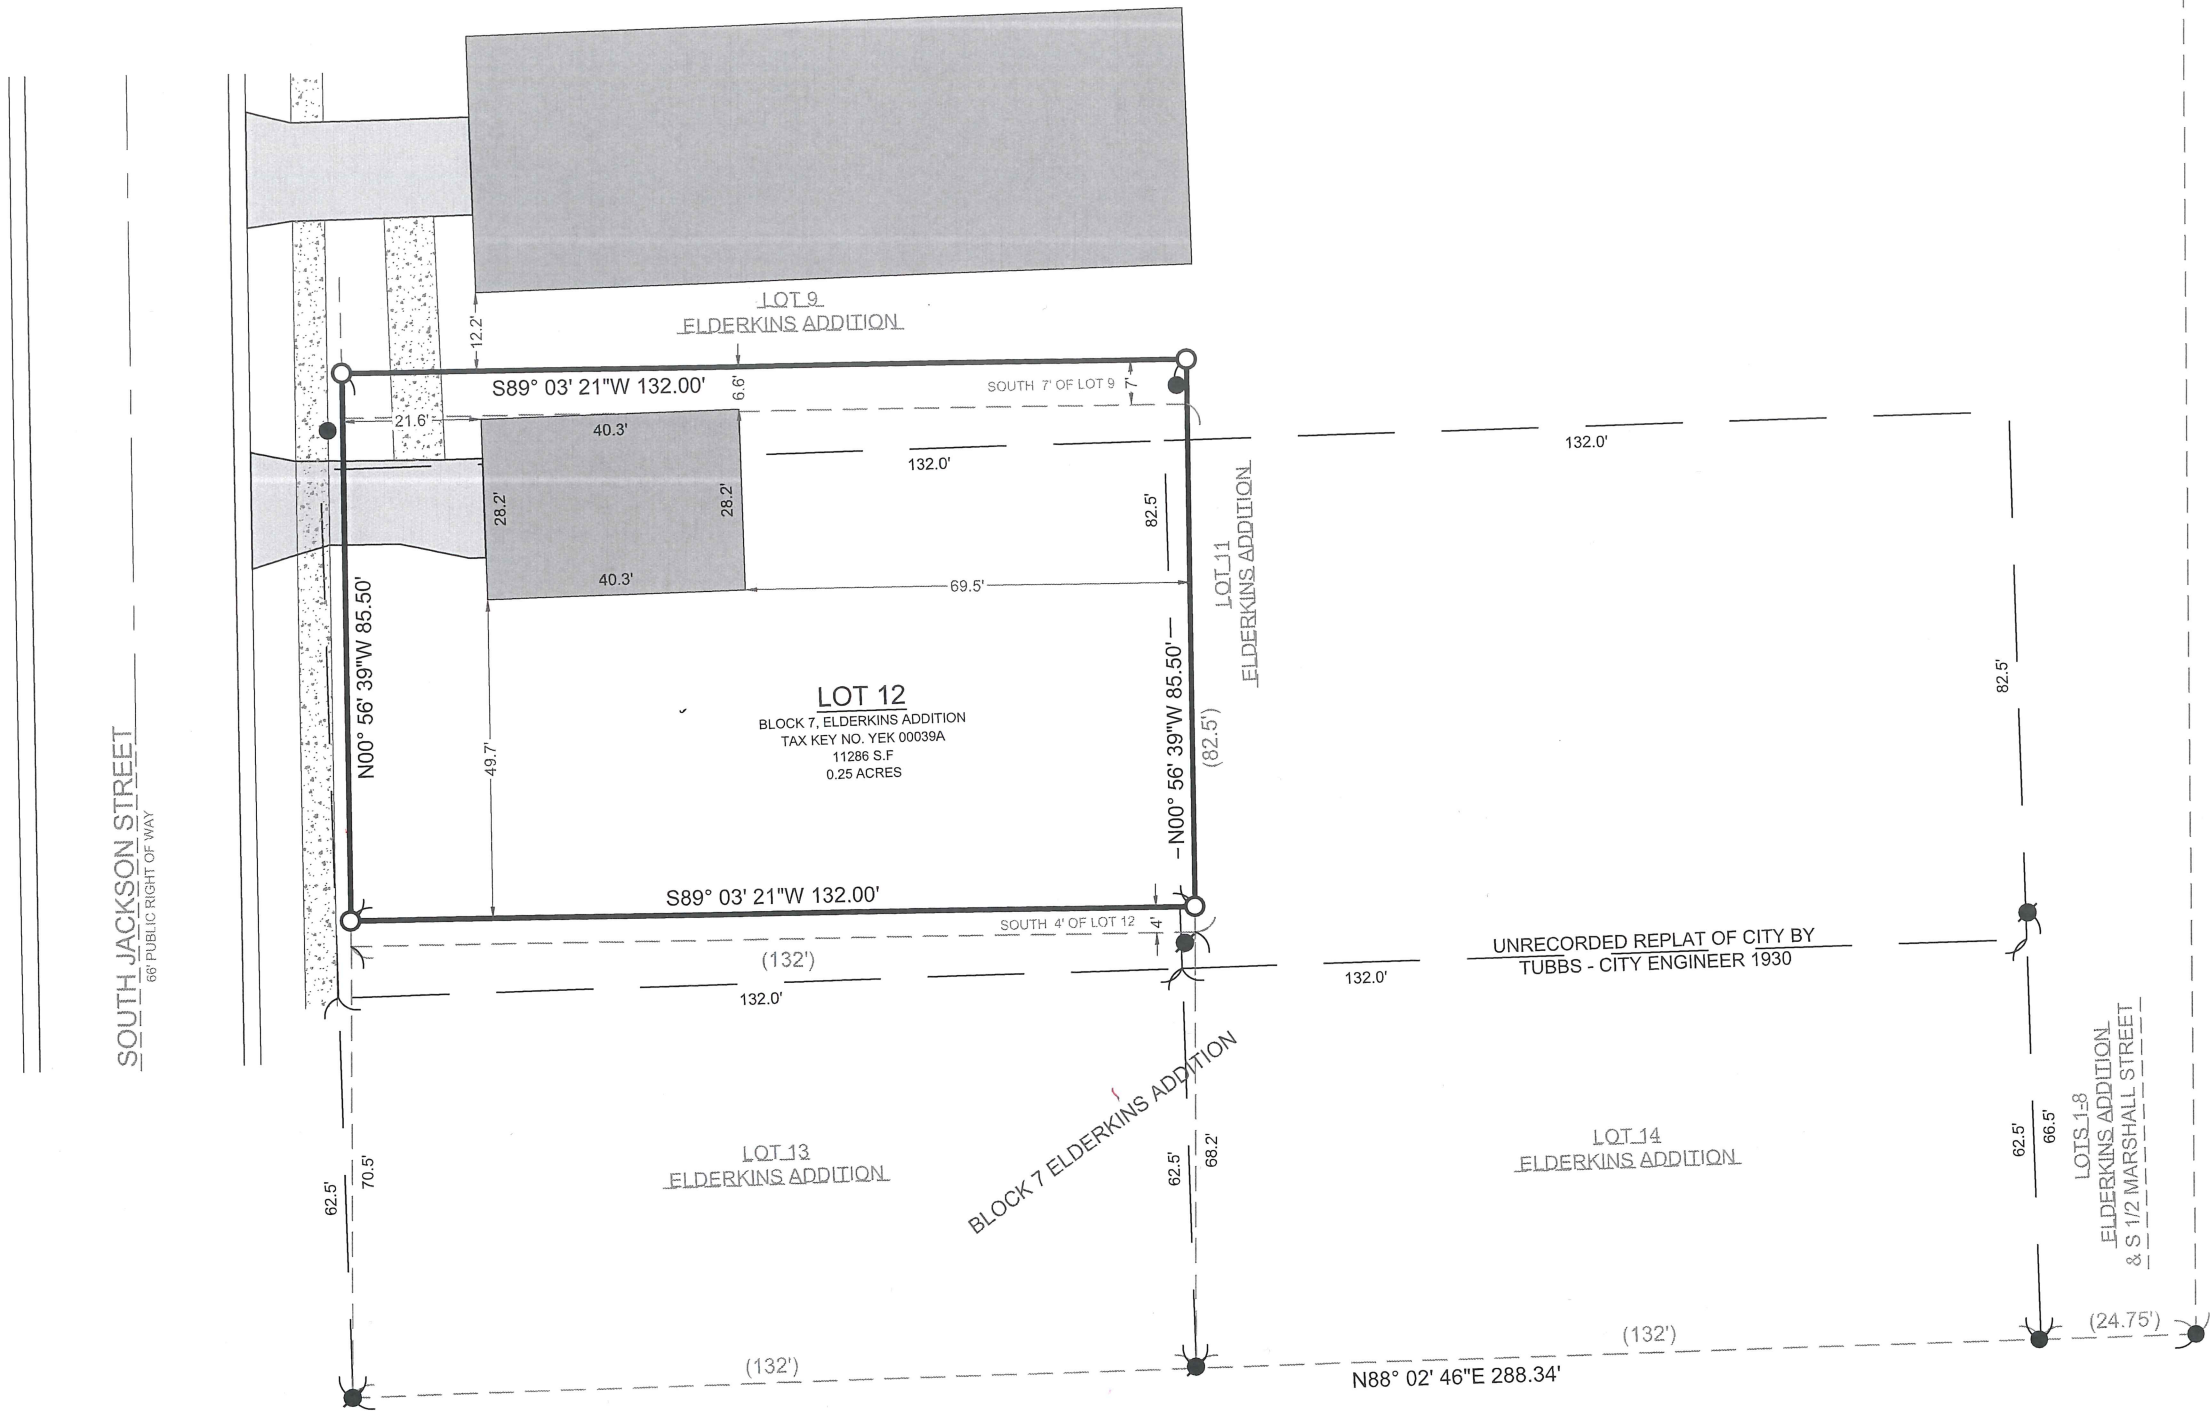 LOT 9
ELDERKINS ADDITION
12.2'
S89° 03' 21"W 132.00'
6.6'
SOUTH 7' OF LOT 9
7'
21.6'
40.3'
132.0'
132.0'
28.2'
28.2'
82.5'
LOT 11
ELDERKINS ADDITION
40.3'
69.5'
N00° 56' 39"W 85.50'
N00° 56' 39"W 85.50'
(82.5')
82.5'
LOT 12
BLOCK 7, ELDERKINS ADDITION
TAX KEY NO. YEK 00039A
11286 S.F
0.25 ACRES
49.7'
SOUTH JACKSON STREET
66' PUBLIC RIGHT OF WAY
S89° 03' 21"W 132.00'
SOUTH 4' OF LOT 12
4'
(132')
132.0'
132.0'
UNRECORDED REPLAT OF CITY BY
TUBBS - CITY ENGINEER 1930
BLOCK 7 ELDERKINS ADDITION
LOT 13
ELDERKINS ADDITION
LOT 14
ELDERKINS ADDITION
62.5'
70.5'
62.5'
68.2'
62.5'
66.5'
LOTS 1-8
ELDERKINS ADDITION
& S 1/2 MARSHALL STREET
(132')
(132')
(24.75')
N88° 02' 46"E 288.34'